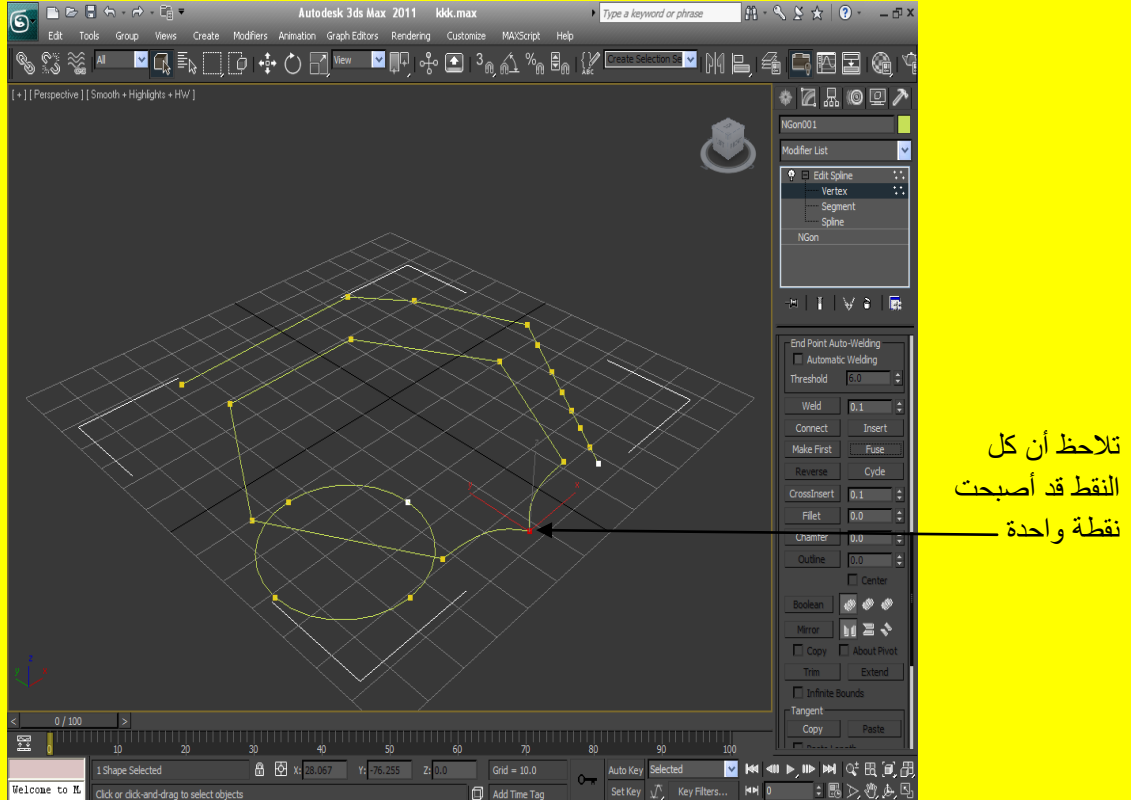 Autodesk 3ds Max 2011 kkk.max
Type a keyword or phrase
Edit Tools Group Views Create Modifiers Animation Graph Editors Rendering Customize MAXScript Help
All
View
3
%
ABC
Create Selection Se
[ + ] [ Perspective ] [ Smooth + Highlights + HW ]
NGon001
Modifier List
Edit Spline
Vertex
Segment
Spline
NGon
End Point Auto-Welding
Automatic Welding
Threshold 6.0
Weld 0.1
Connect Insert
Make First Fuse
Reverse Cycle
CrossInsert 0.1
Fillet 0.0
Chamfer 0.0
Outline 0.0
Center
Boolean
Mirror
Copy About Pivot
Trim Extend
Infinite Bounds
Tangent
Copy Paste
تلاحظ أن كل
النقط قد أصبحت
نقطة واحدة
x
z
y x
< 0 / 100 >
0 10 20 30 40 50 60 70 80 90 100
1 Shape Selected X: 28.067 Y: -76.255 Z: 0.0 Grid = 10.0 Auto Key Selected
Welcome to M Click or click-and-drag to select objects Add Time Tag Set Key Key Filters... 0